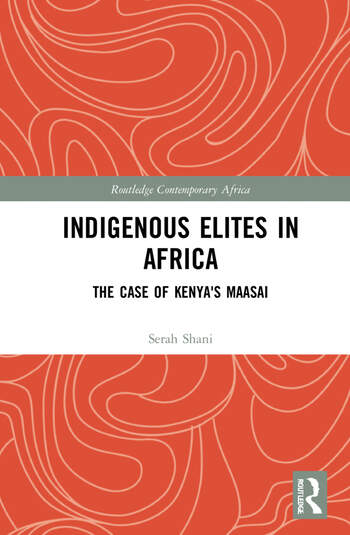 Routledge Contemporary Africa
INDIGENOUS ELITES IN
AFRICA
THE CASE OF KENYA'S MAASAI
Serah Shani
ROUTLEDGE